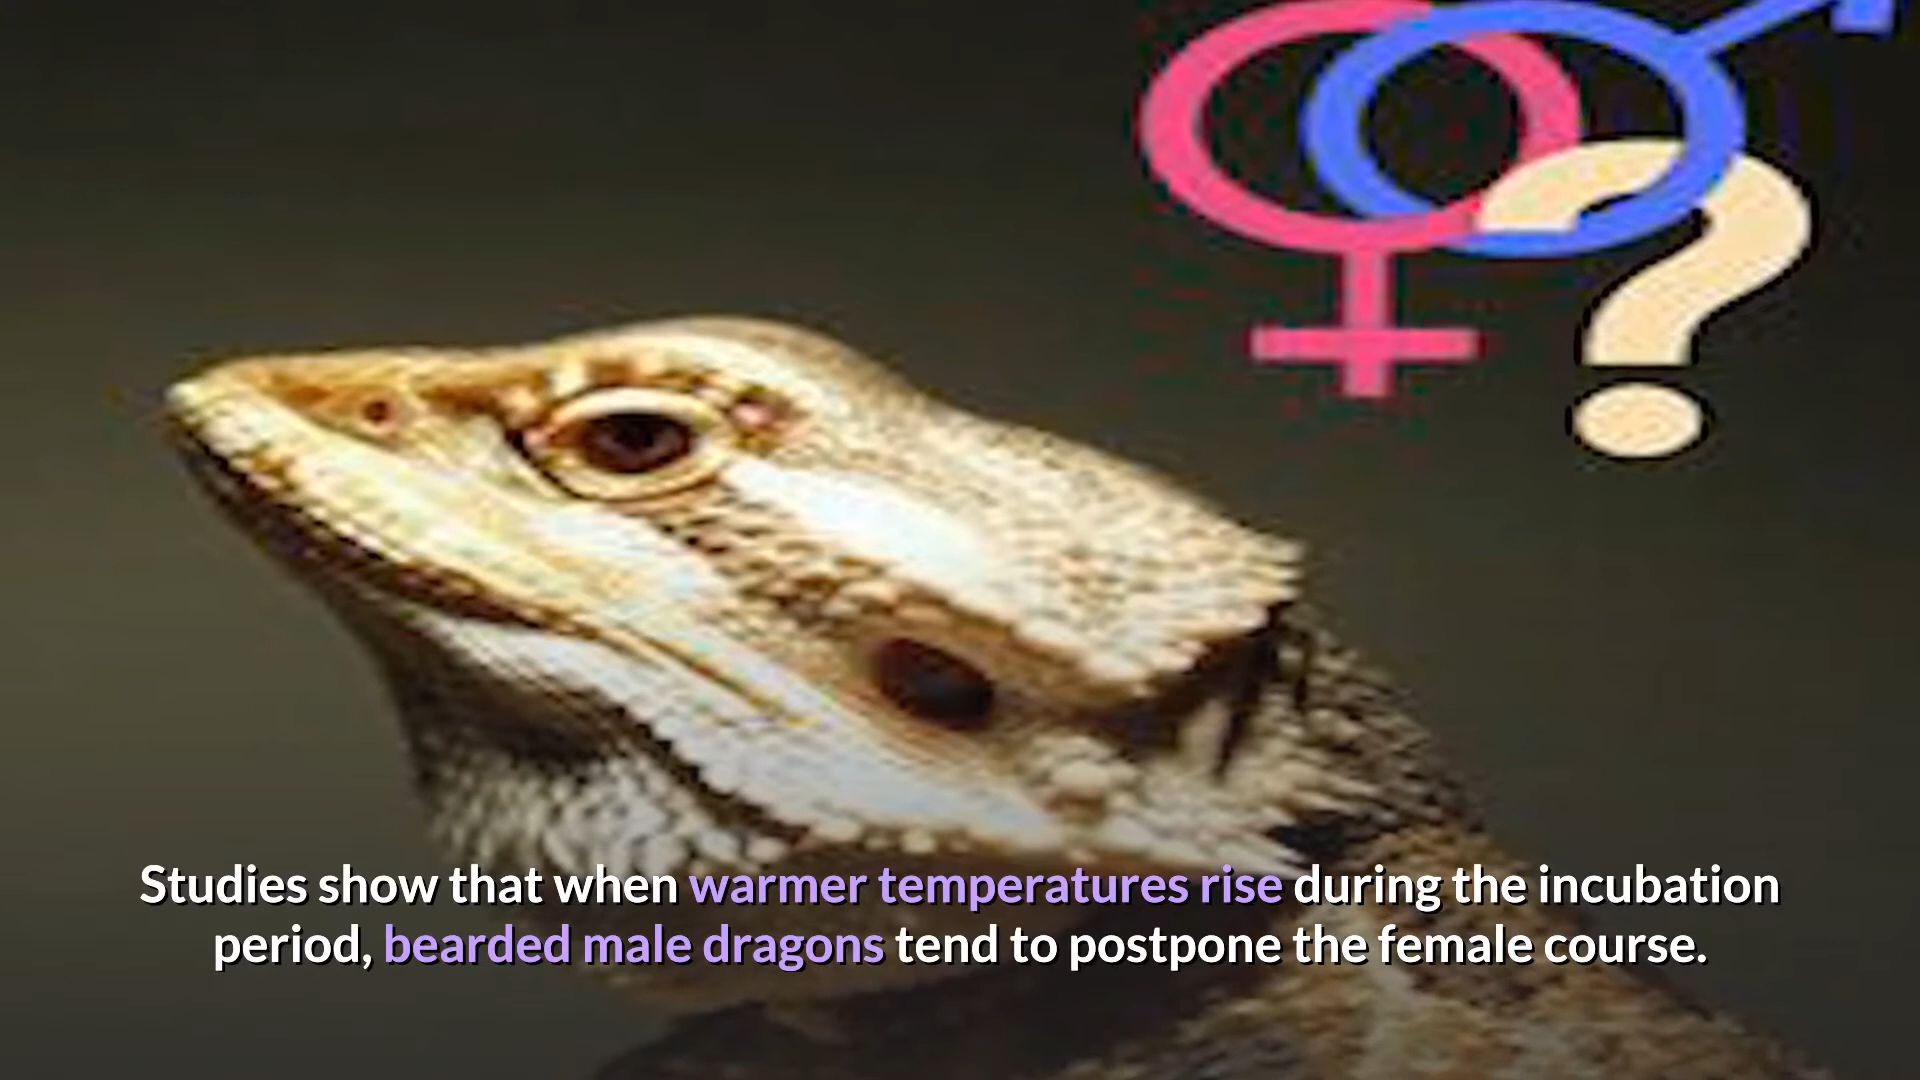 Studies show that when warmer temperatures rise during the incubation
period, bearded male dragons tend to postpone the female course.